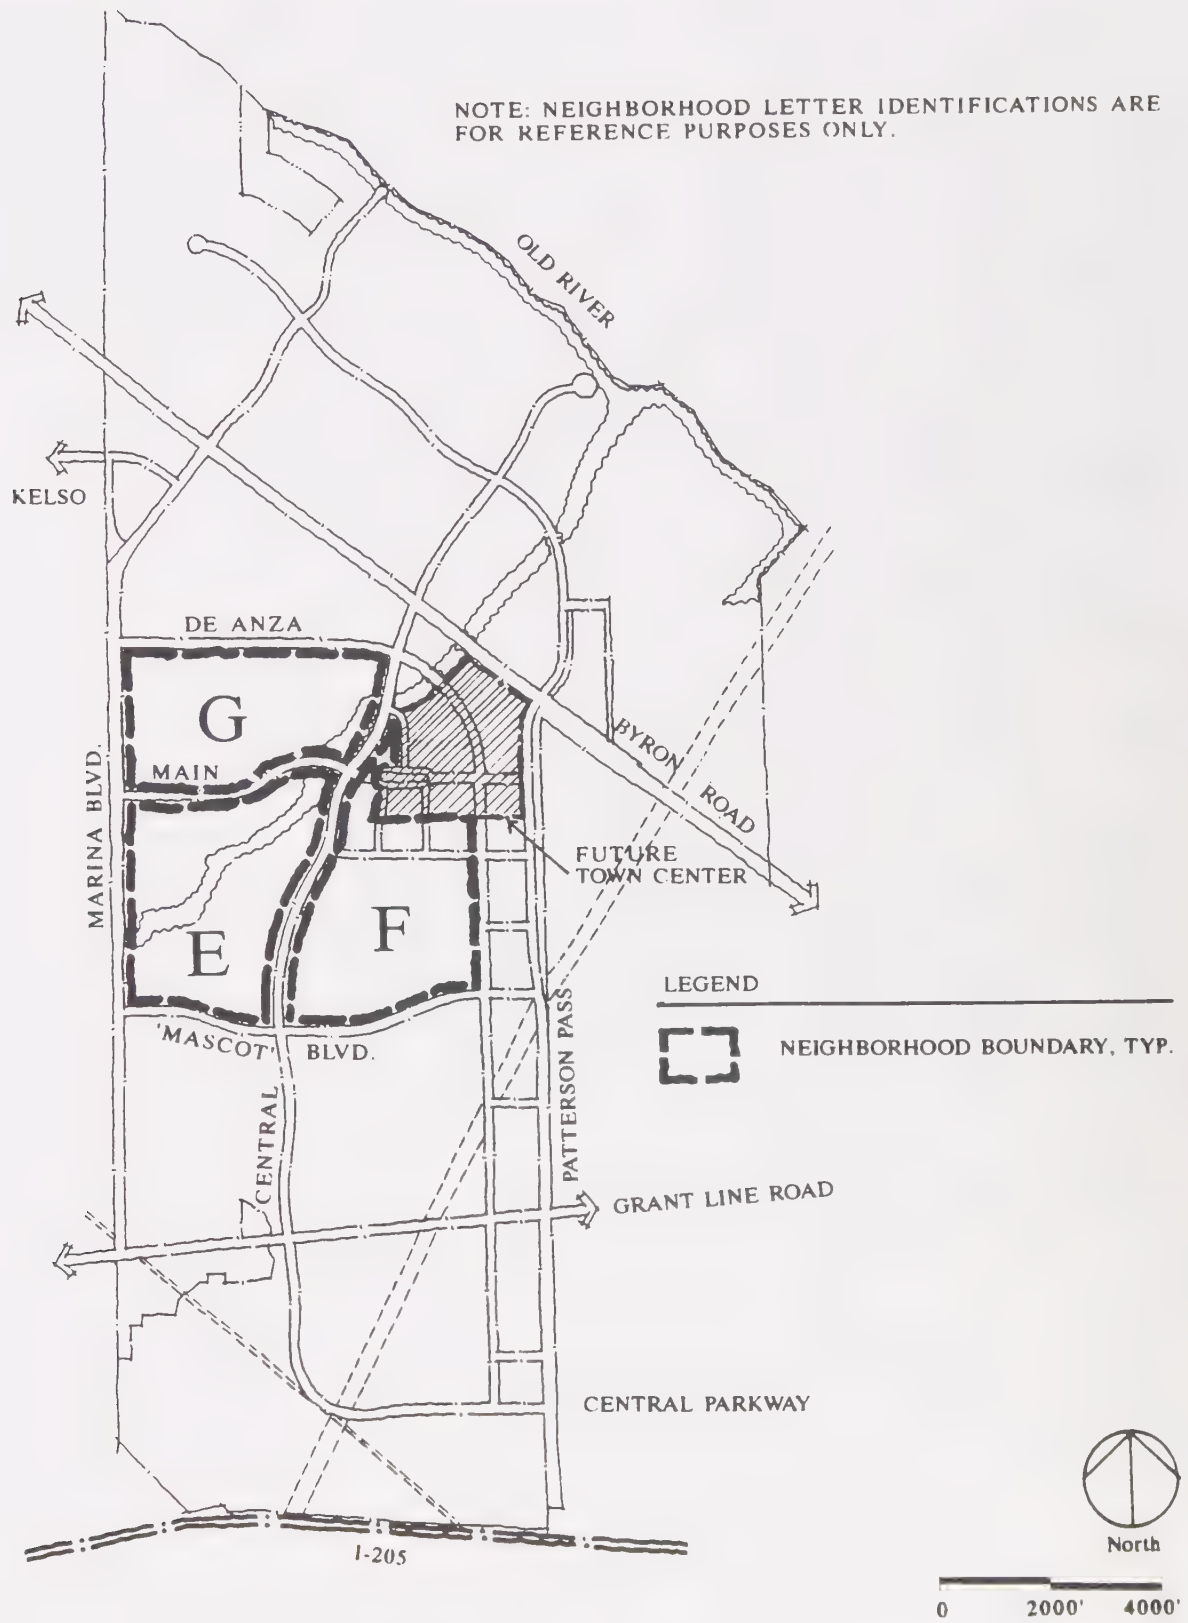 NOTE: NEIGHBORHOOD LETTER IDENTIFICATIONS ARE
FOR REFERENCE PURPOSES ONLY.
OLD RIVER
KELSO
DE ANZA
G
MAIN
BYRON ROAD
MARINA BLVD.
FUTURE
TOWN CENTER
F
E
LEGEND
'MASCOT' BLVD.
NEIGHBORHOOD BOUNDARY, TYP.
PATTERSON PASS
CENTRAL
GRANT LINE ROAD
CENTRAL PARKWAY
North
I-205
0 2000' 4000'